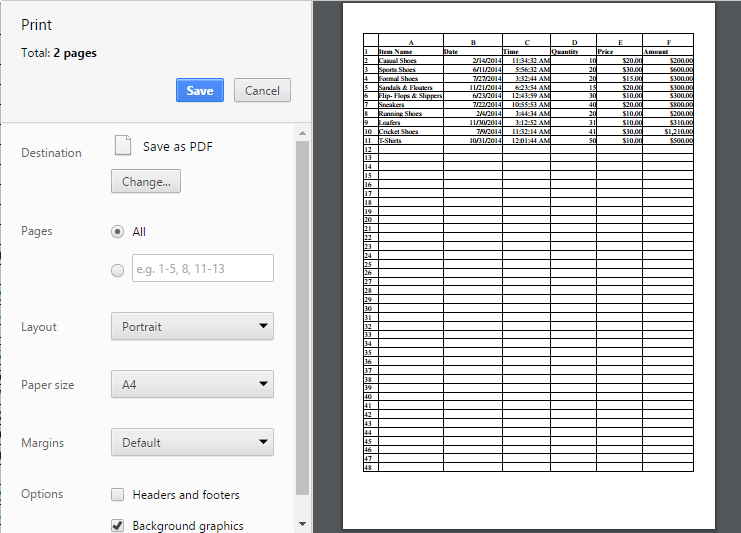 Print
Total: 2 pages
Save Cancel
Destination Save as PDF
Change...
Pages All
e.g. 1-5, 8, 11-13
Layout Portrait
Paper size A4
Margins Default
Options Headers and footers
Background graphics
A B C D E F
1 Item Name Date Time Quantity Price Amount
2 Casual Shoes 2/14/2014 11:34:32 AM 10 $20.00 $200.00
3 Sports Shoes 6/11/2014 5:56:32 AM 20 $30.00 $600.00
4 Formal Shoes 7/27/2014 3:32:44 AM 20 $15.00 $300.00
5 Sandals & Floaters 11/21/2014 6:23:54 AM 15 $20.00 $300.00
6 Flip- Flops & Slippers 6/23/2014 12:43:59 AM 30 $10.00 $300.00
7 Sneakers 7/22/2014 10:55:53 AM 40 $20.00 $800.00
8 Running Shoes 2/4/2014 3:44:34 AM 20 $10.00 $200.00
9 Loafers 11/30/2014 3:12:52 AM 31 $10.00 $310.00
10 Cricket Shoes 7/9/2014 11:32:14 AM 41 $30.00 $1,210.00
11 T-Shirts 10/31/2014 12:01:44 AM 50 $10.00 $500.00
12
13
14
15
16
17
18
19
20
21
22
23
24
25
26
27
28
29
30
31
32
33
34
35
36
37
38
39
40
41
42
43
44
45
46
47
48